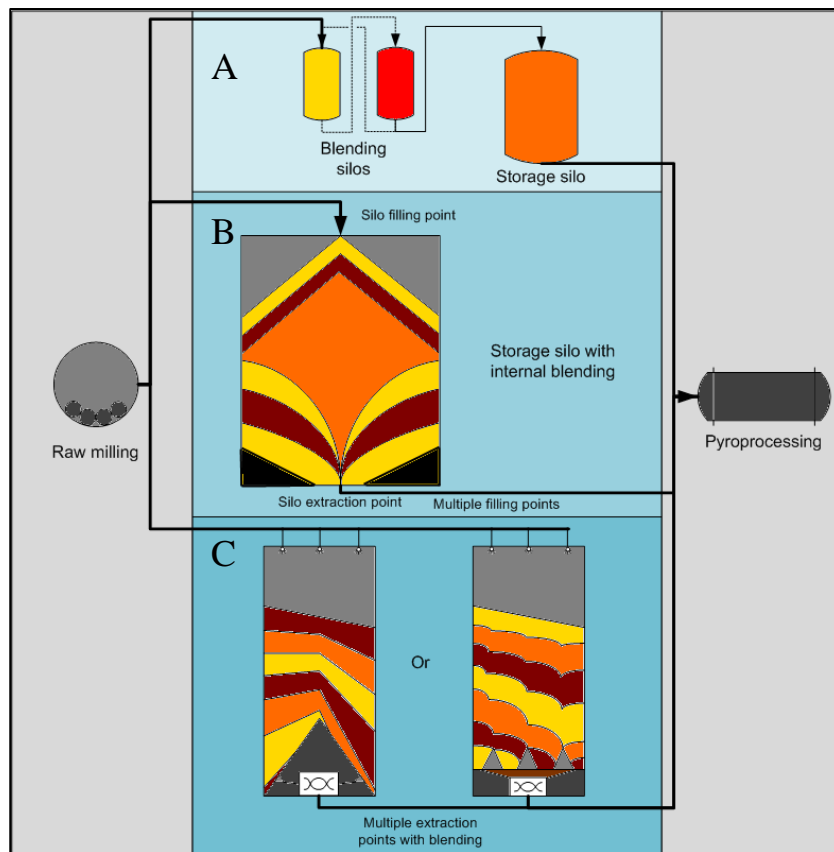 A
Blending
silos
Storage silo
Silo filling point
B
Storage silo with
internal blending
Raw milling
Pyroprocessing
Silo extraction point
Multiple filling points
C
Or
Multiple extraction
points with blending